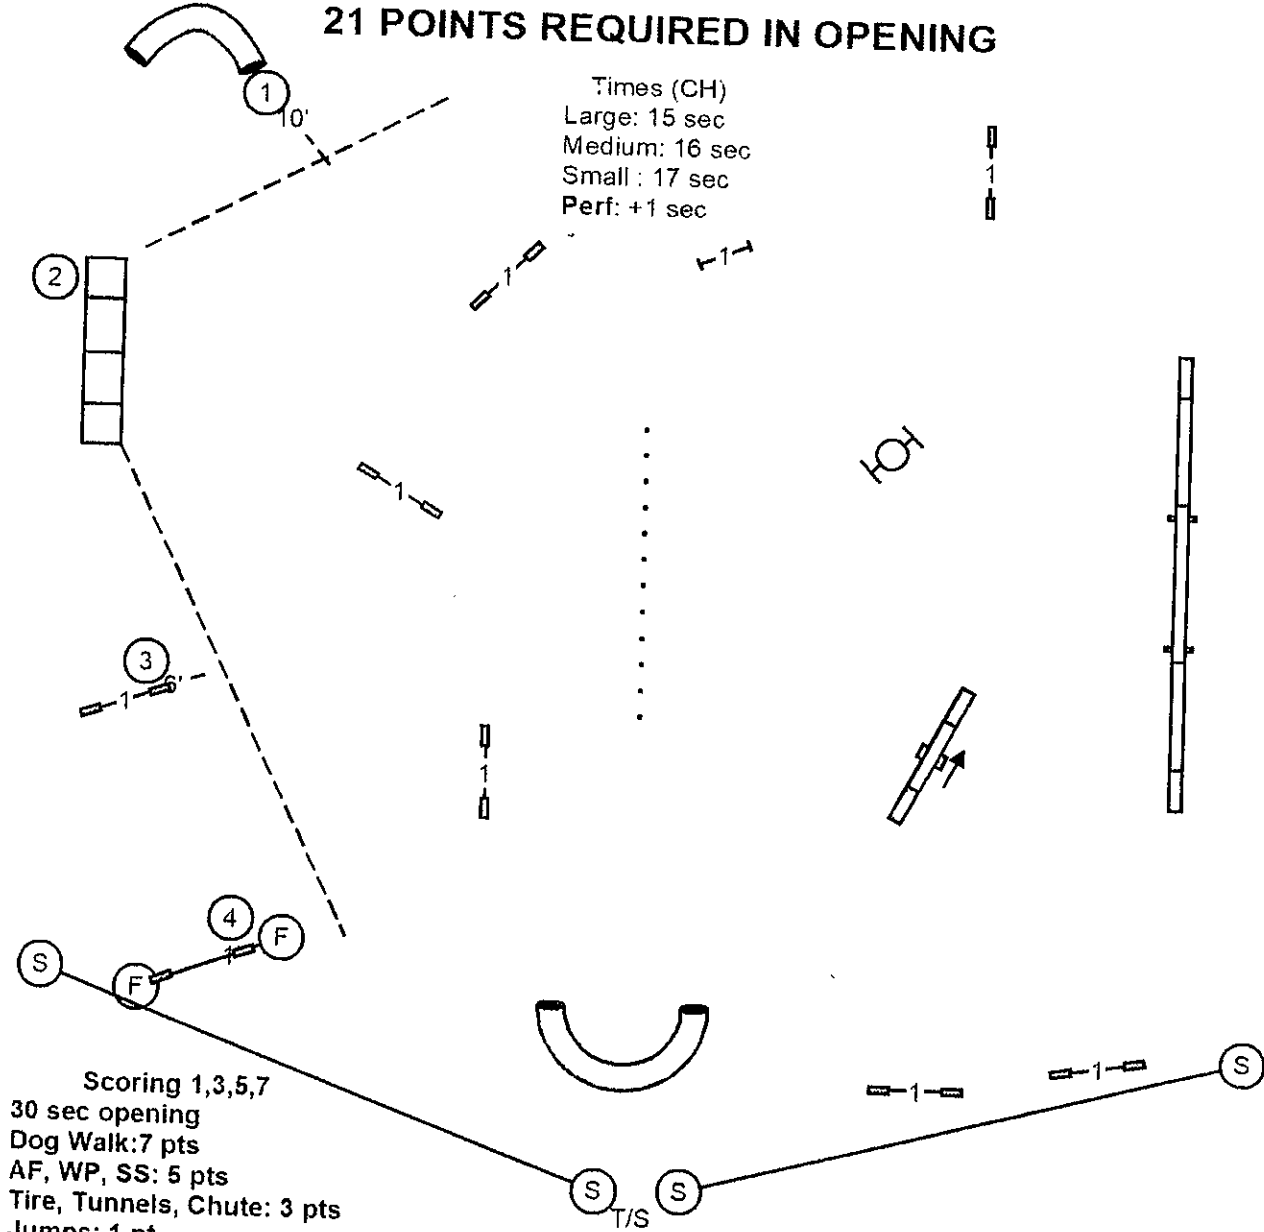 21 POINTS REQUIRED IN OPENING
Times (CH)
Large: 15 sec
Medium: 16 sec
Small : 17 sec
Perf: +1 sec
1
10'
1
1
1
2
1
3
1
6'
1
4
1
F
F
S
1
1
S
Scoring 1,3,5,7
30 sec opening
Dog Walk:7 pts
AF, WP, SS: 5 pts
Tire, Tunnels, Chute: 3 pts
Jumps: 1 pt
S
S
T/S